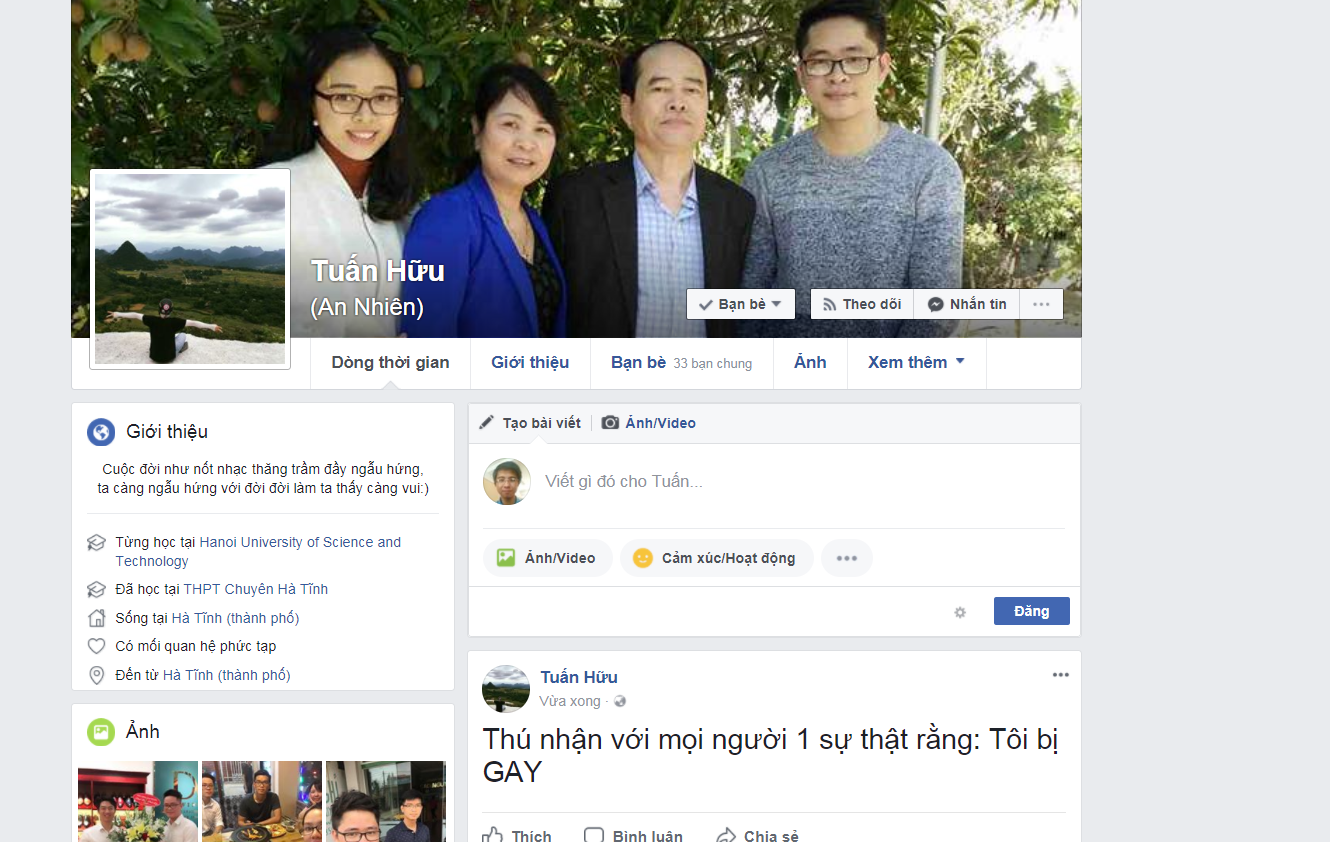 Tuấn Hữu
(An Nhiên)
Bạn bè
Theo dõi
Nhắn tin
Dòng thời gian
Giới thiệu
Bạn bè 33 bạn chung
Ảnh
Xem thêm
Giới thiệu
Cuộc đời như nốt nhạc thăng trầm đầy ngẫu hứng,
ta càng ngẫu hứng với đời đời làm ta thấy càng vui:)
Từng học tại Hanoi University of Science and
Technology
Đã học tại THPT Chuyên Hà Tĩnh
Sống tại Hà Tĩnh (thành phố)
Có mối quan hệ phức tạp
Đến từ Hà Tĩnh (thành phố)
Ảnh
Tạo bài viết
Ảnh/Video
Viết gì đó cho Tuấn...
Ảnh/Video
Cảm xúc/Hoạt động
Đăng
Tuấn Hữu
Vừa xong ·
Thú nhận với mọi người 1 sự thật rằng: Tôi bị
GAY
Thích
Bình luận
Chia sẻ